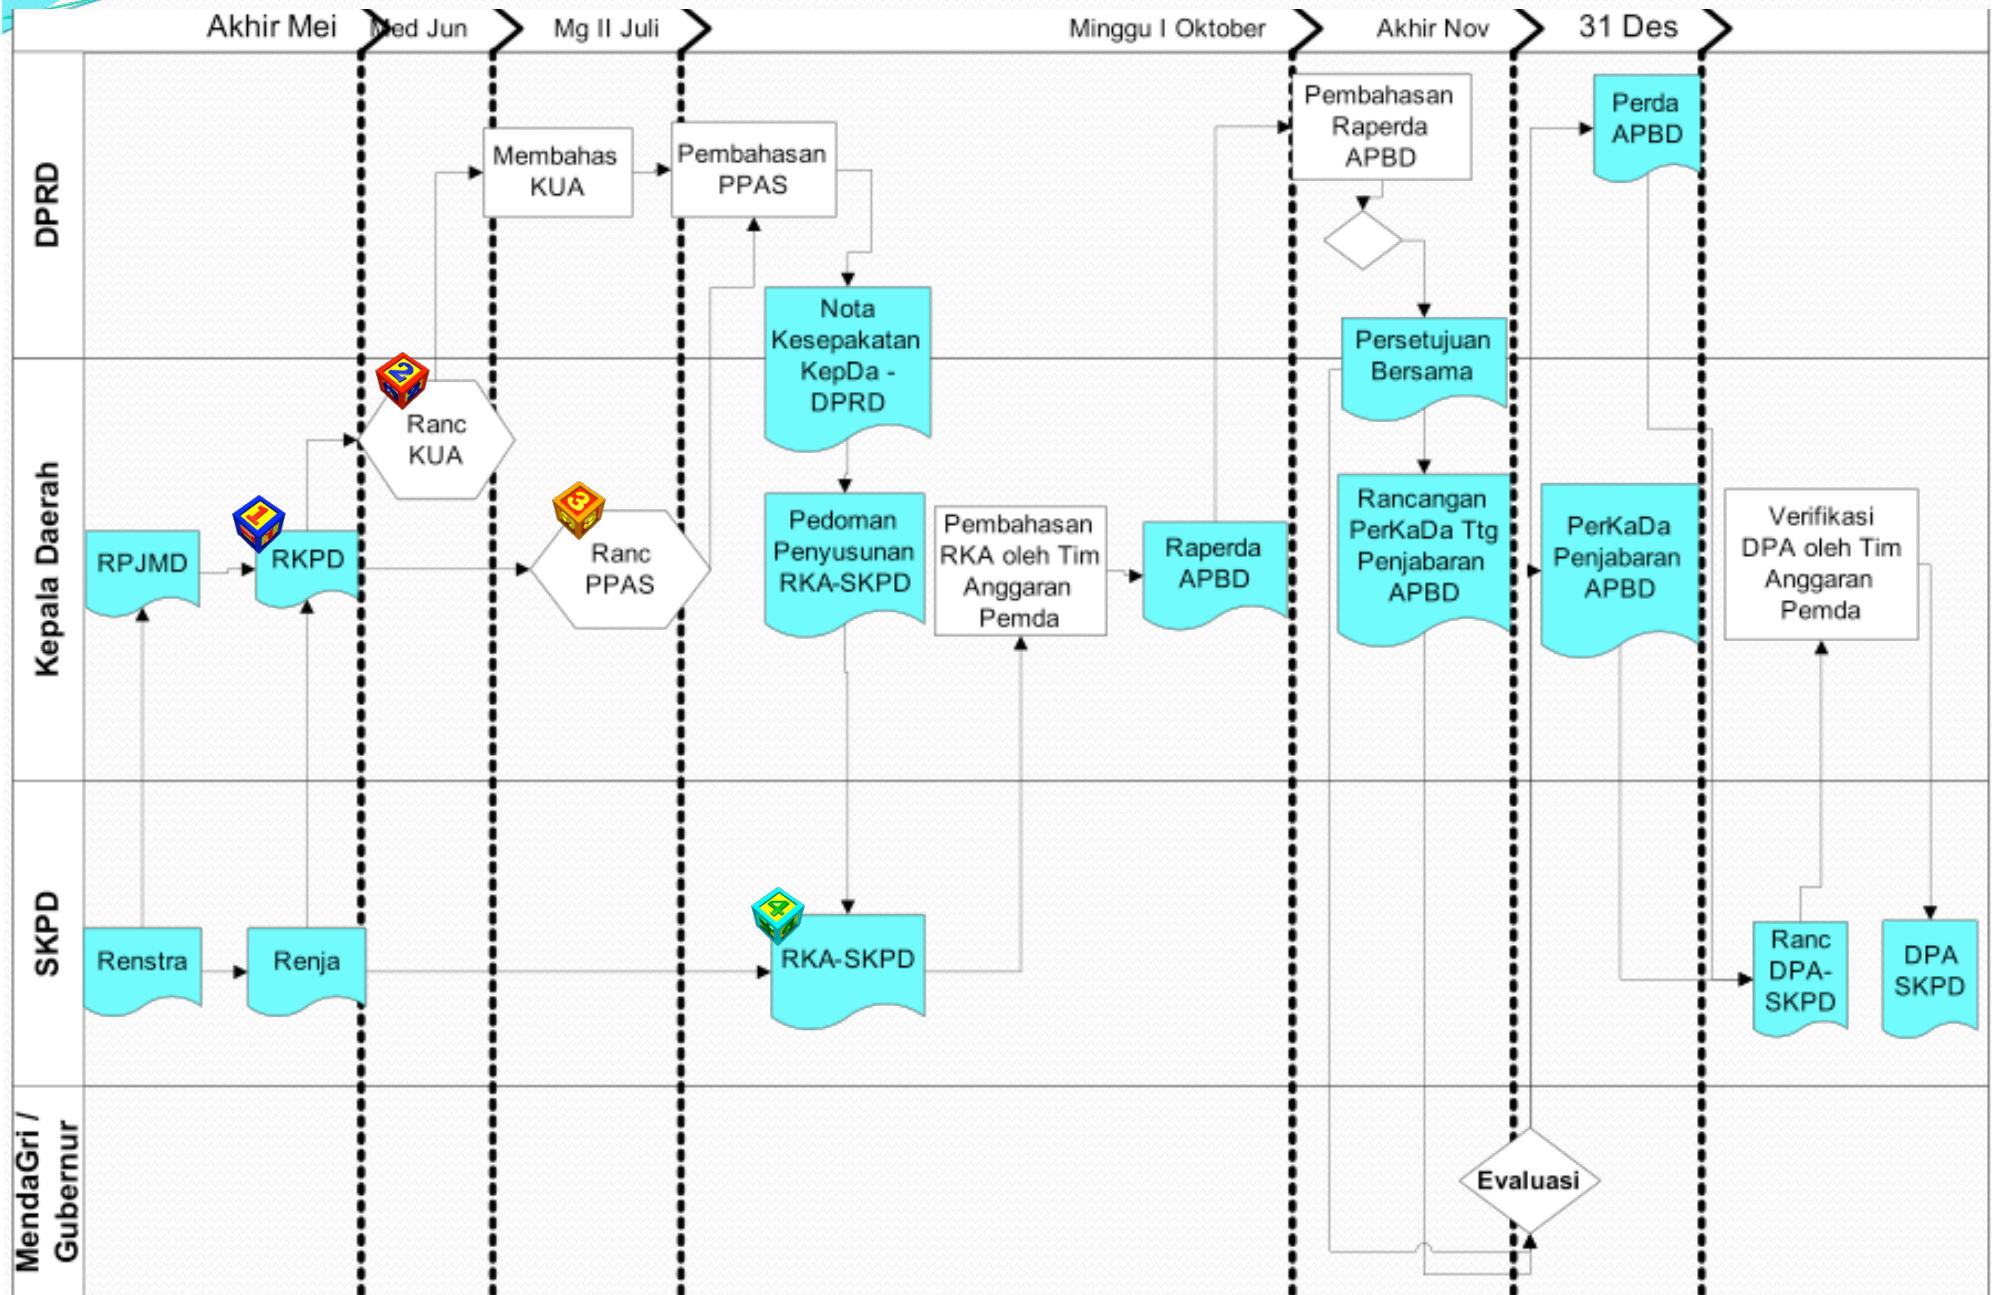 Akhir Mei
Med Jun
Mg II Juli
Minggu I Oktober
Akhir Nov
31 Des
DPRD
Membahas
KUA
Pembahasan
PPAS
Nota
Kesepakatan
KepDa -
DPRD
Pembahasan
Raperda
APBD
Persetujuan
Bersama
Perda
APBD
Kepala Daerah
RPJMD
1
RKPD
2
Ranc
KUA
3
Ranc
PPAS
Pedoman
Penyusunan
RKA-SKPD
Pembahasan
RKA oleh Tim
Anggaran
Pemda
Raperda
APBD
Rancangan
PerKaDa Ttg
Penjabaran
APBD
PerKaDa
Penjabaran
APBD
Verifikasi
DPA oleh Tim
Anggaran
Pemda
SKPD
Renstra
Renja
4
RKA-SKPD
Ranc
DPA-
SKPD
DPA
SKPD
MendaGri /
Gubernur
Evaluasi